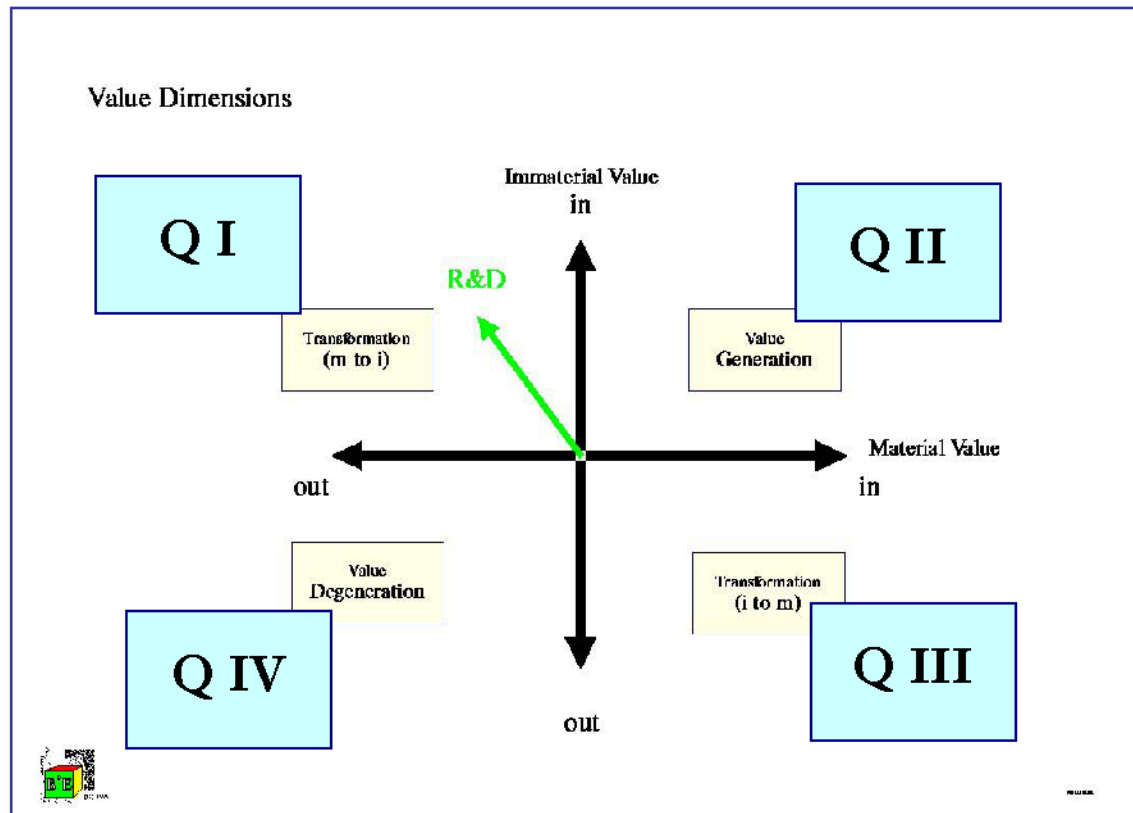 Value Dimensions
Immaterial Value
in
Q I
Q II
R&D
Transformation
(m to i)
Value
Generation
Material Value
out
in
Value
Degeneration
Transformation
(i to m)
Q IV
Q III
out